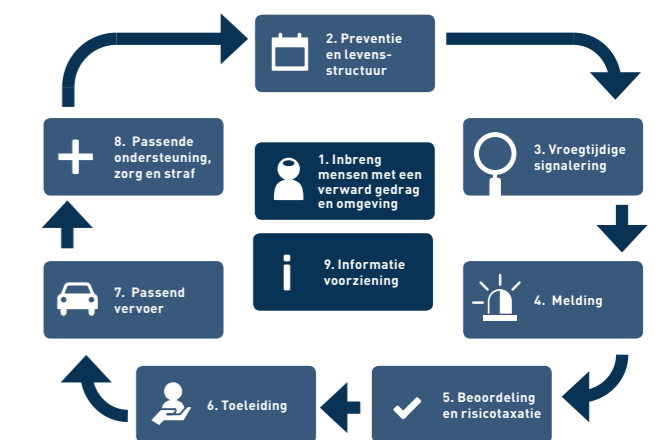 2. Preventie
en levens-
structuur
8. Passende
ondersteuning,
zorg en straf
1. Inbreng
mensen met een
verward gedrag
en omgeving
3. Vroegtijdige
signalering
9. Informatie
voorziening
7. Passend
vervoer
4. Melding
6. Toeleiding
5. Beoordeling
en risicotaxatie